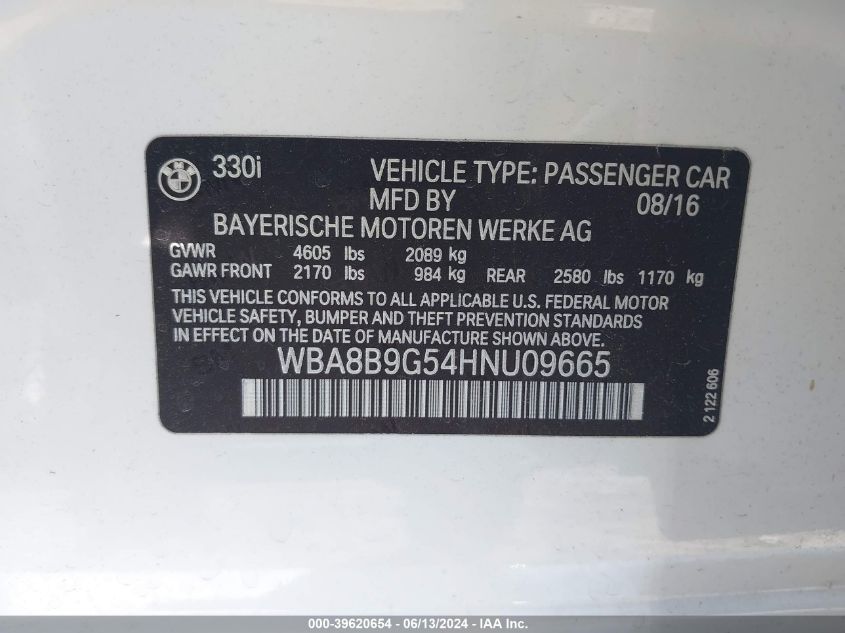 330i VEHICLE TYPE: PASSENGER CAR
MFD BY 08/16
BAYERISCHE MOTOREN WERKE AG
GVWR 4605 lbs 2089 kg
GAWR FRONT 2170 lbs 984 kg REAR 2580 lbs 1170 kg
THIS VEHICLE CONFORMS TO ALL APPLICABLE U.S. FEDERAL MOTOR
VEHICLE SAFETY, BUMPER AND THEFT PREVENTION STANDARDS
IN EFFECT ON THE DATE OF MANUFACTURE SHOWN ABOVE.
WBA8B9G54HNU09665
2 122 606
000-39620654 - 06/13/2024 - IAA, Inc.